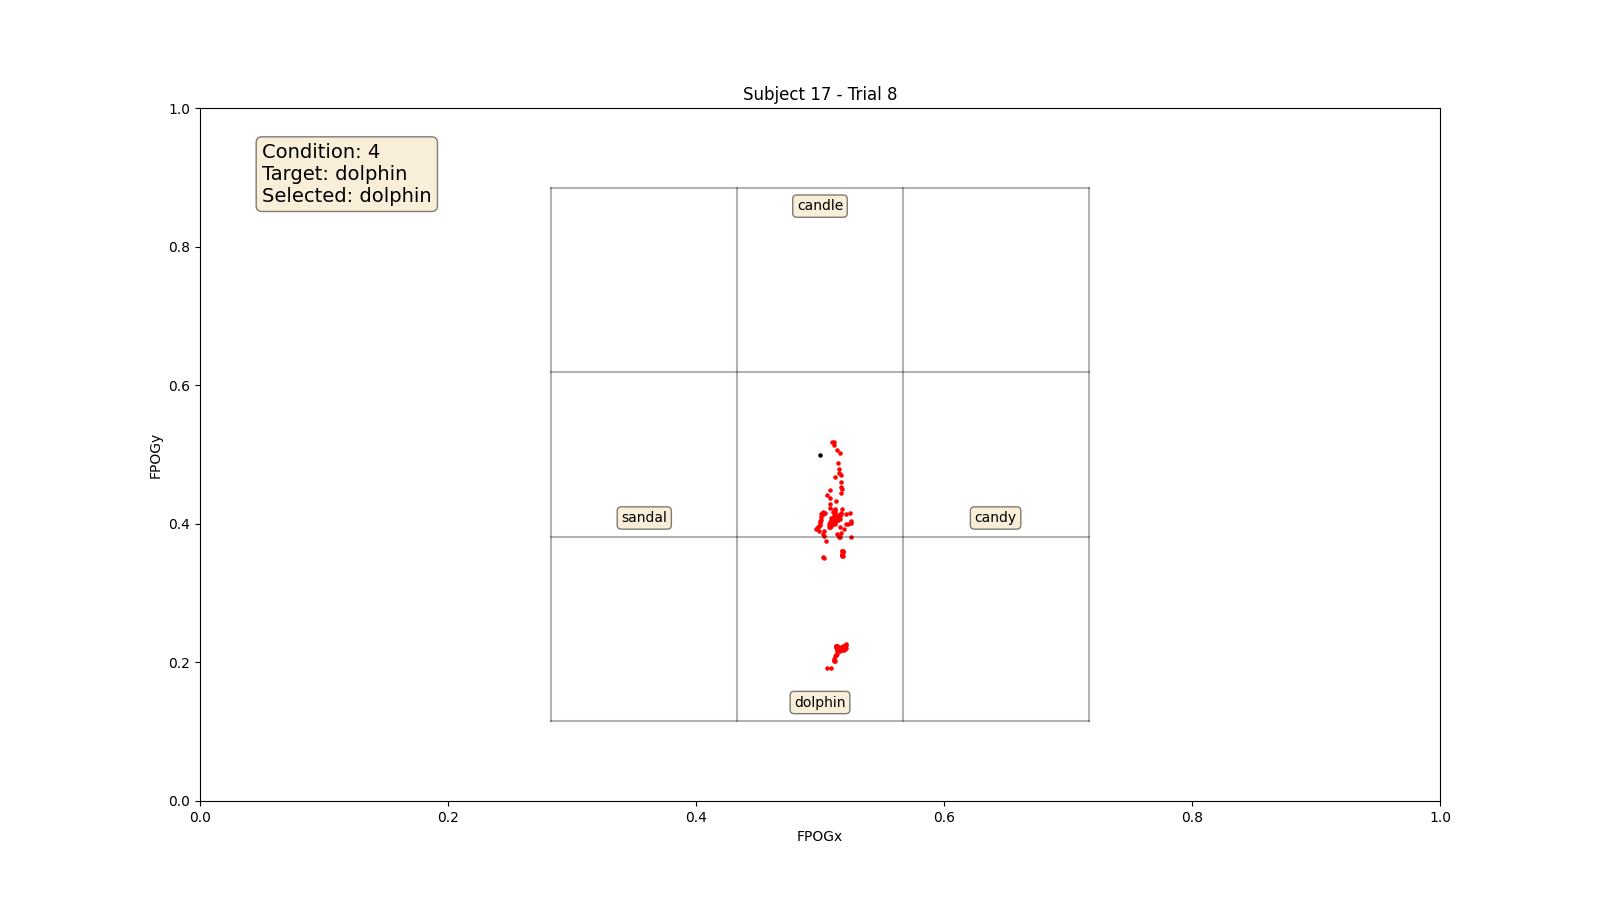 Subject 17 - Trial 8
1.0
Condition: 4
Target: dolphin
Selected: dolphin
candle
0.8
0.6
FPOGy
sandal
candy
0.4
0.2
dolphin
0.0
0.0 0.2 0.4 0.6 0.8 1.0
FPOGx